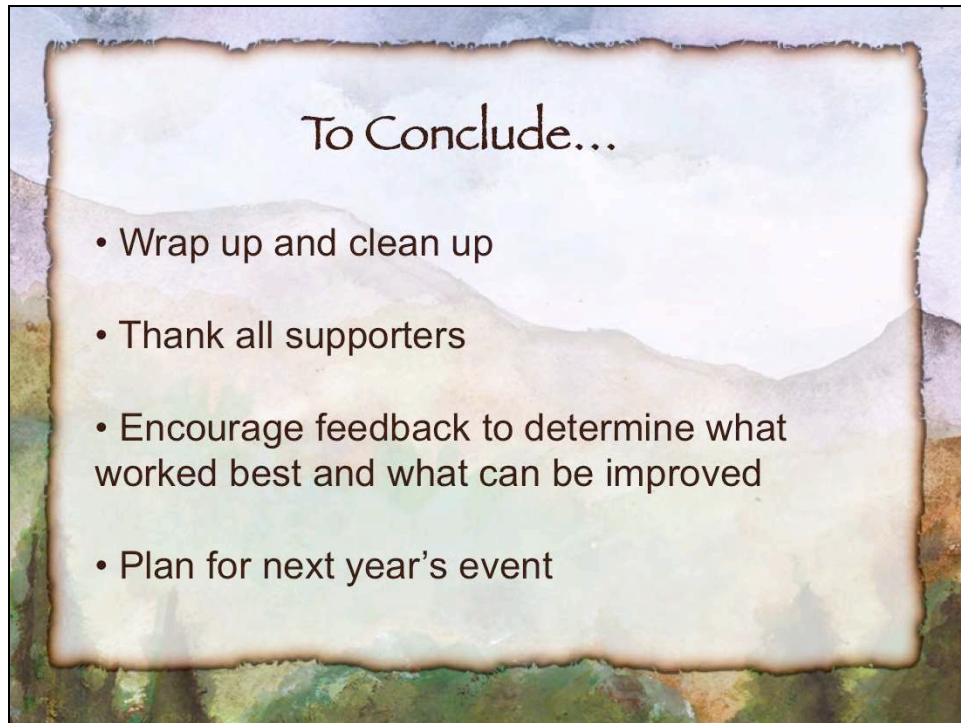 To Conclude...
• Wrap up and clean up
• Thank all supporters
• Encourage feedback to determine what
worked best and what can be improved
• Plan for next year’s event